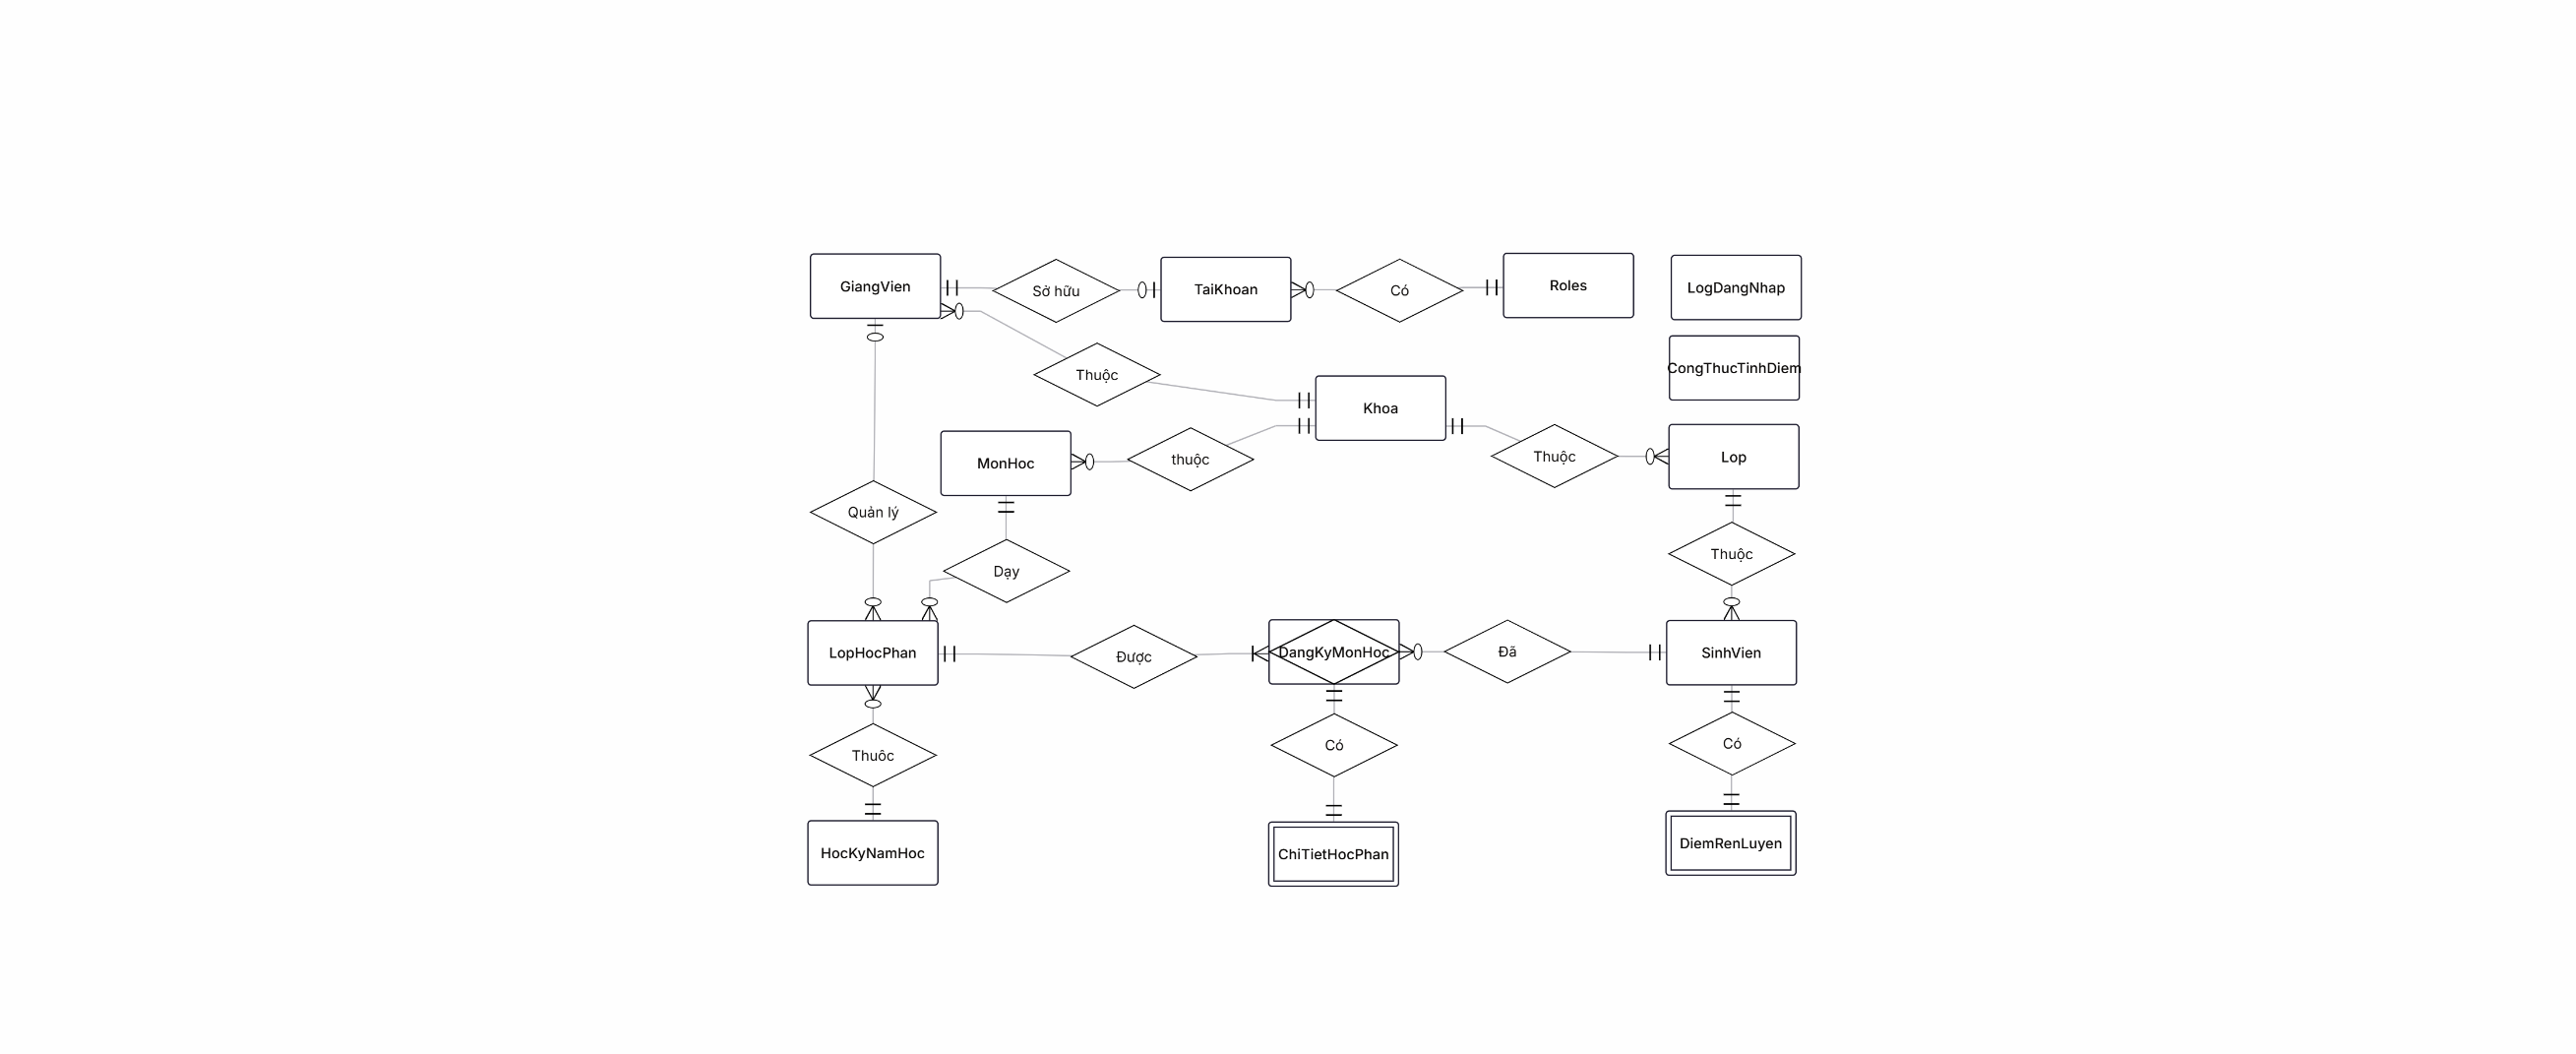 GiangVien
Sở hữu
TaiKhoan
Có
Roles
LogDangNhap
CongThucTinhDiem
Thuộc
Khoa
MonHoc
thuộc
Thuộc
Lop
Quản lý
Dạy
Thuộc
LopHocPhan
Được
DangKyMonHoc
Đã
SinhVien
Thuôc
Có
Có
HocKyNamHoc
ChiTietHocPhan
DiemRenLuyen